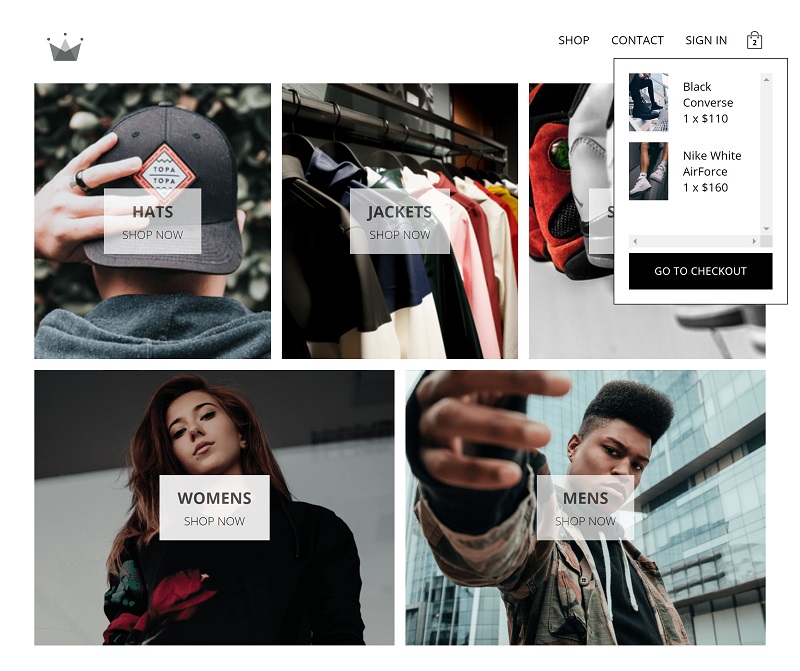 SHOP
CONTACT
SIGN IN
2
Black
Converse
1 x $110
Nike White
AirForce
1 x $160
GO TO CHECKOUT
TOPA
TOPA
HATS
SHOP NOW
JACKETS
SHOP NOW
S
WOMENS
SHOP NOW
MENS
SHOP NOW